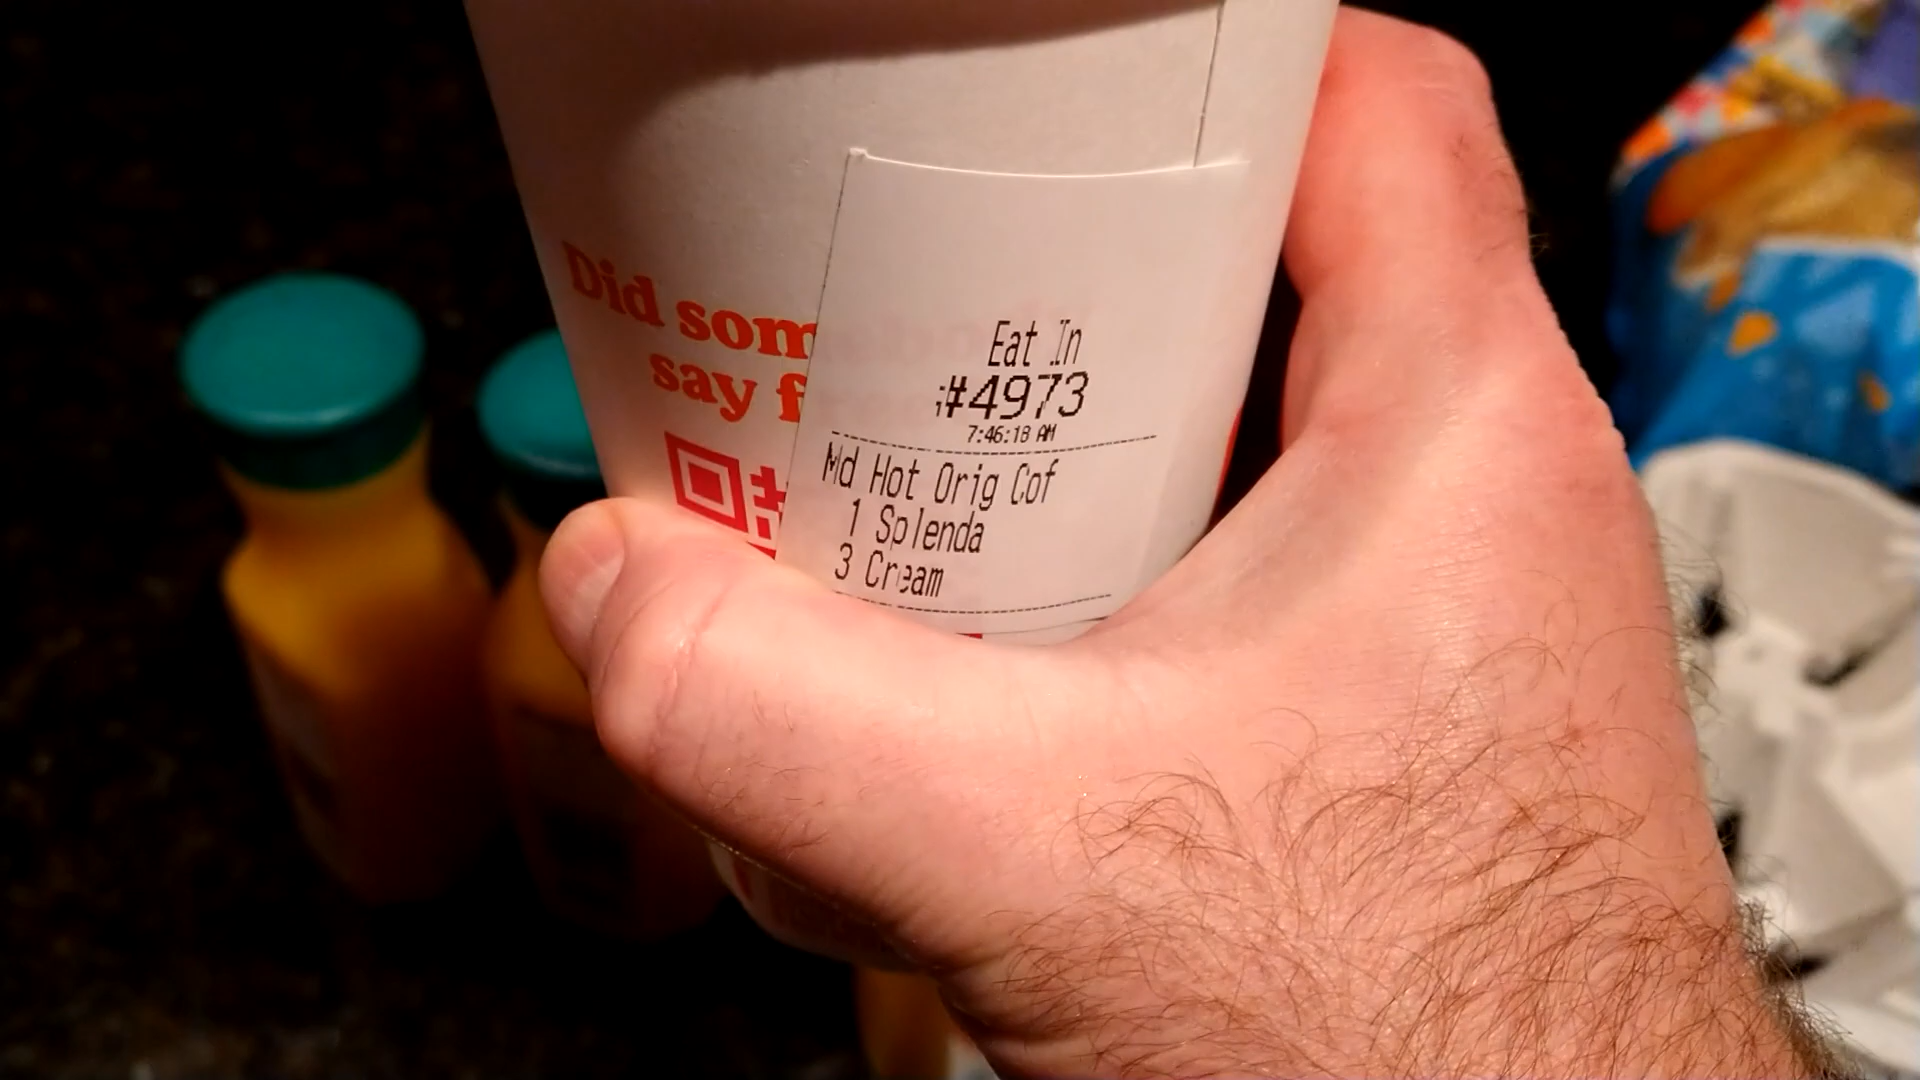 Did som
say f
Eat In
#4973
7:46:18 AM
Md Hot Orig Cof
1 Splenda
3 Cream